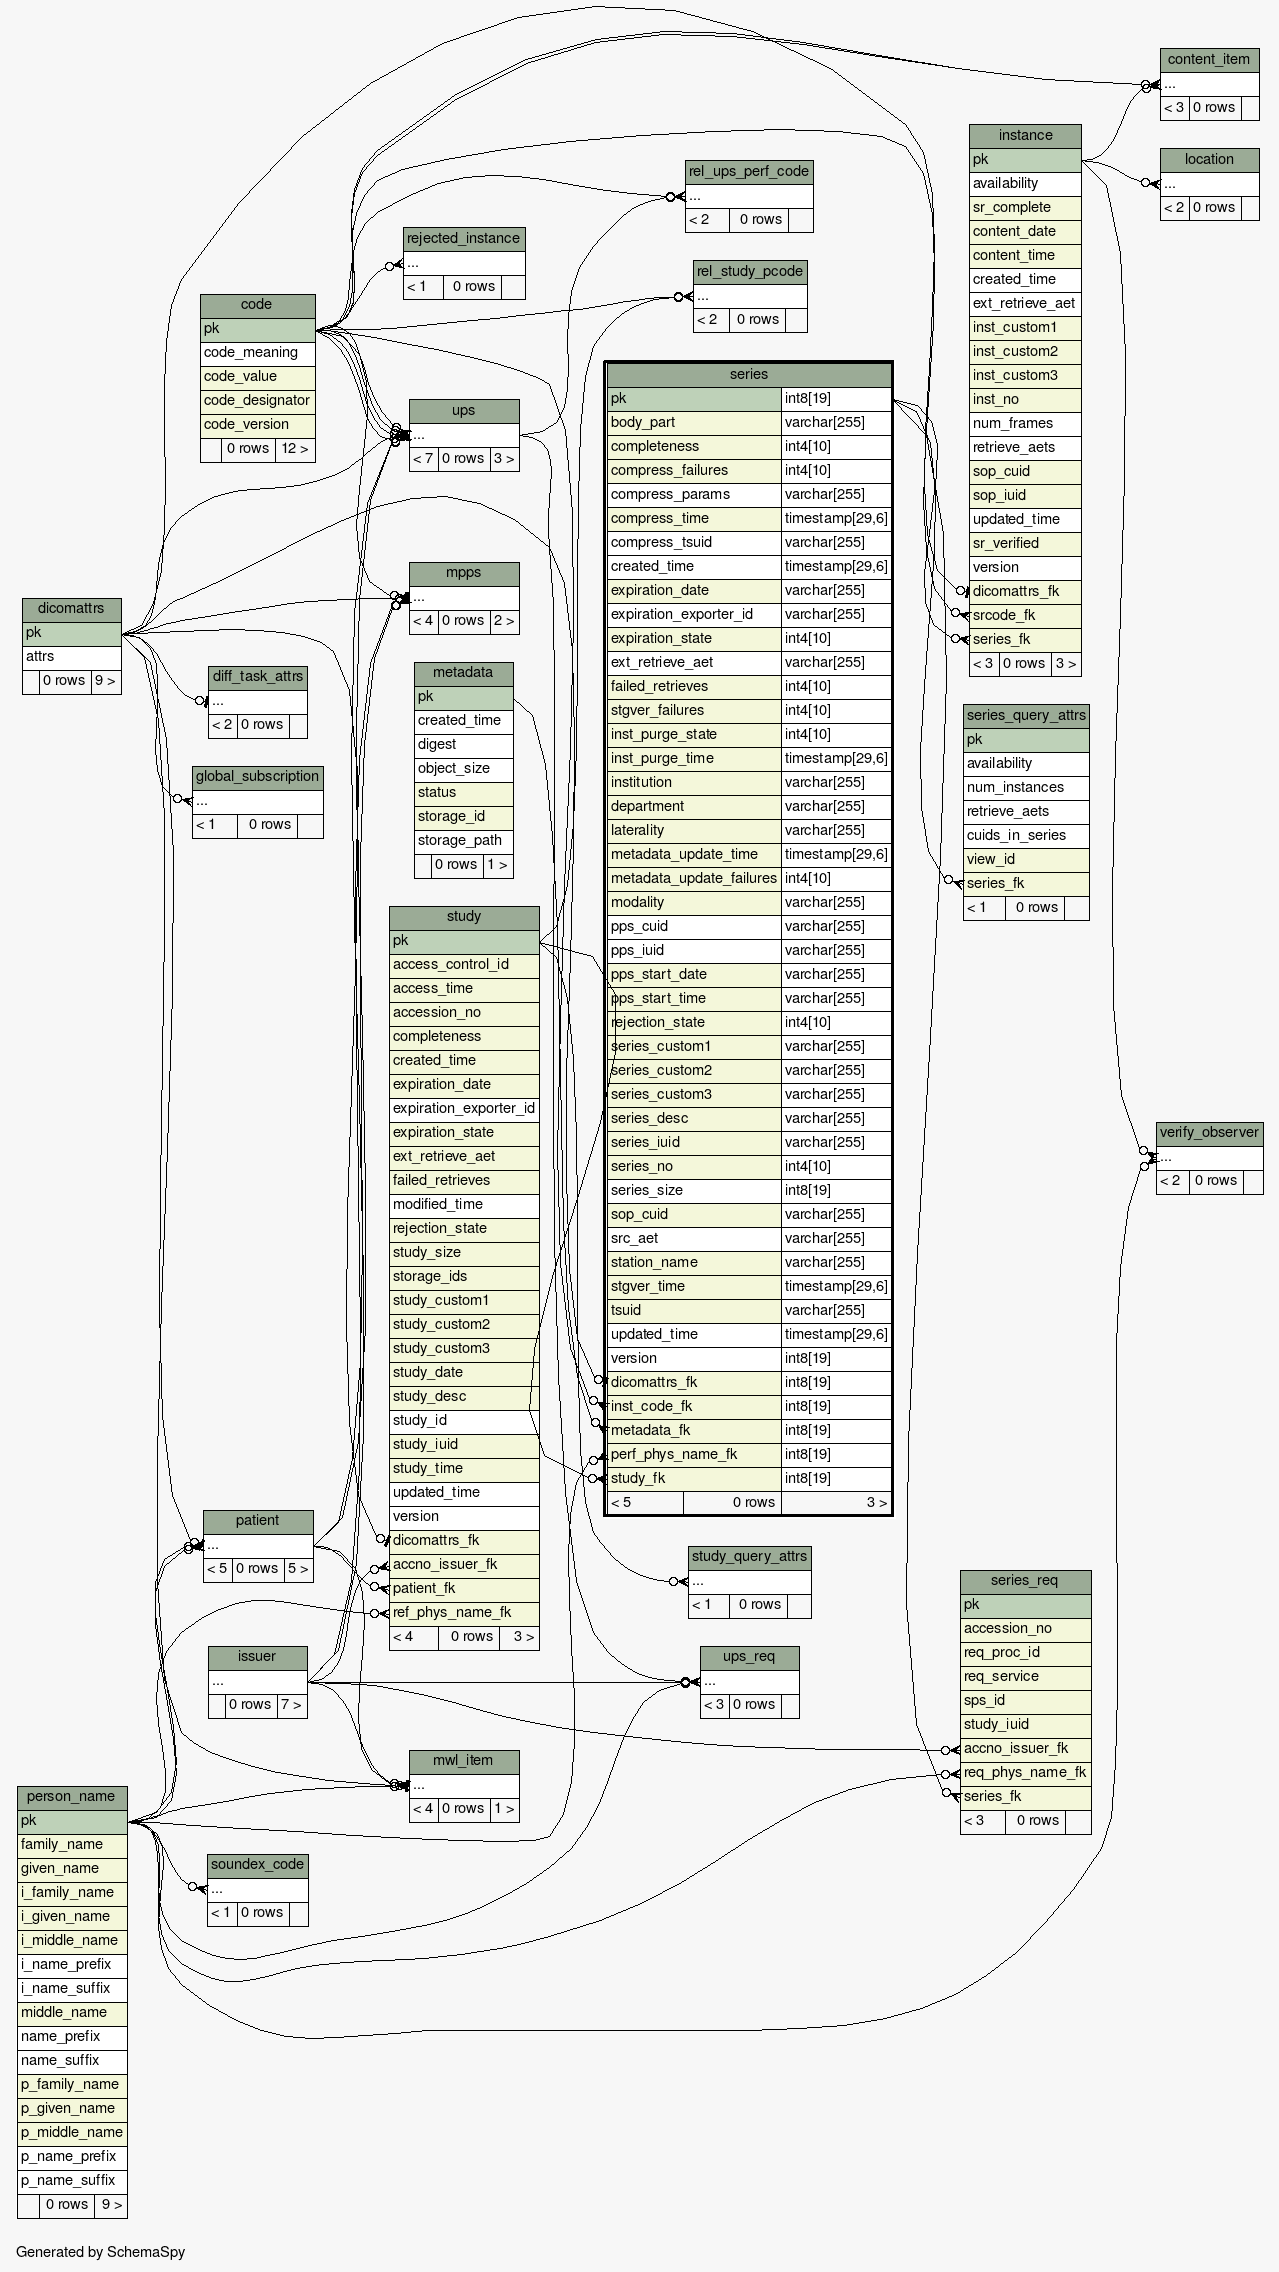 content_item
...
< 3 0 rows
instance
pk
availability
sr_complete
content_date
content_time
created_time
ext_retrieve_aet
inst_custom1
inst_custom2
inst_custom3
inst_no
num_frames
retrieve_aets
sop_cuid
sop_iuid
updated_time
sr_verified
version
dicomattrs_fk
srcode_fk
series_fk
< 3 0 rows 3 >
location
...
< 2 0 rows
rel_ups_perf_code
...
< 2 0 rows
rejected_instance
...
< 1 0 rows
rel_study_pcode
...
< 2 0 rows
code
pk
code_meaning
code_value
code_designator
code_version
0 rows 12 >
series
pk int8[19]
body_part varchar[255]
completeness int4[10]
compress_failures int4[10]
compress_params varchar[255]
compress_time timestamp[29,6]
compress_tsuid varchar[255]
created_time timestamp[29,6]
expiration_date varchar[255]
expiration_exporter_id varchar[255]
expiration_state int4[10]
ext_retrieve_aet varchar[255]
failed_retrieves int4[10]
stgver_failures int4[10]
inst_purge_state int4[10]
inst_purge_time timestamp[29,6]
institution varchar[255]
department varchar[255]
laterality varchar[255]
metadata_update_time timestamp[29,6]
metadata_update_failures int4[10]
modality varchar[255]
pps_cuid varchar[255]
pps_iuid varchar[255]
pps_start_date varchar[255]
pps_start_time varchar[255]
rejection_state int4[10]
series_custom1 varchar[255]
series_custom2 varchar[255]
series_custom3 varchar[255]
series_desc varchar[255]
series_iuid varchar[255]
series_no int4[10]
series_size int8[19]
sop_cuid varchar[255]
src_aet varchar[255]
station_name varchar[255]
stgver_time timestamp[29,6]
tsuid varchar[255]
updated_time timestamp[29,6]
version int8[19]
dicomattrs_fk int8[19]
inst_code_fk int8[19]
metadata_fk int8[19]
perf_phys_name_fk int8[19]
study_fk int8[19]
< 5 0 rows 3 >
ups
...
< 7 0 rows 3 >
mpps
...
< 4 0 rows 2 >
dicomattrs
pk
attrs
0 rows 9 >
diff_task_attrs
...
< 2 0 rows
metadata
pk
created_time
digest
object_size
status
storage_id
storage_path
0 rows 1 >
global_subscription
...
< 1 0 rows
series_query_attrs
pk
availability
num_instances
retrieve_aets
cuids_in_series
view_id
series_fk
< 1 0 rows
study
pk
access_control_id
access_time
accession_no
completeness
created_time
expiration_date
expiration_exporter_id
expiration_state
ext_retrieve_aet
failed_retrieves
modified_time
rejection_state
study_size
storage_ids
study_custom1
study_custom2
study_custom3
study_date
study_desc
study_id
study_iuid
study_time
updated_time
version
dicomattrs_fk
accno_issuer_fk
patient_fk
ref_phys_name_fk
< 4 0 rows 3 >
verify_observer
...
< 2 0 rows
patient
...
< 5 0 rows 5 >
study_query_attrs
...
< 1 0 rows
series_req
pk
accession_no
req_proc_id
req_service
sps_id
study_iuid
accno_issuer_fk
req_phys_name_fk
series_fk
< 3 0 rows
issuer
...
0 rows 7 >
ups_req
...
< 3 0 rows
mwl_item
...
< 4 0 rows 1 >
person_name
pk
family_name
given_name
i_family_name
i_given_name
i_middle_name
i_name_prefix
i_name_suffix
middle_name
name_prefix
name_suffix
p_family_name
p_given_name
p_middle_name
p_name_prefix
p_name_suffix
0 rows 9 >
soundex_code
...
< 1 0 rows
Generated by SchemaSpy